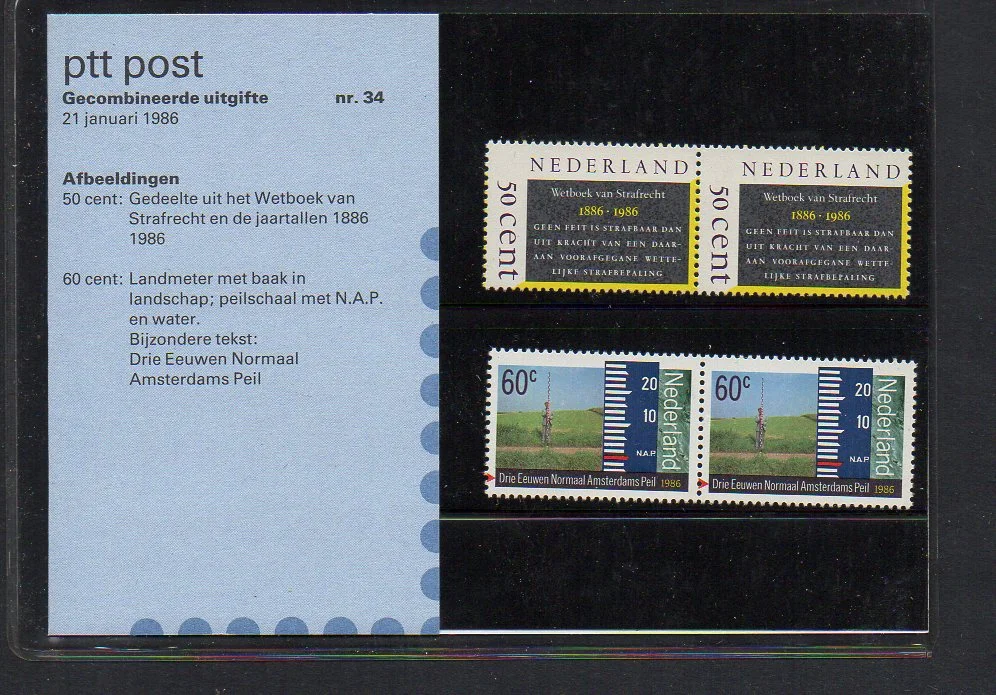 ptt post
Gecombineerde uitgifte nr. 34
21 januari 1986
Afbeeldingen
50 cent: Gedeelte uit het Wetboek van
Strafrecht en de jaartallen 1886
1986
60 cent: Landmeter met baak in
landschap; peilschaal met N.A.P.
en water.
Bijzondere tekst:
Drie Eeuwen Normaal
Amsterdams Peil
NEDERLAND
50 cent
Wetboek van Strafrecht
1886 · 1986
GEEN FEIT IS STRAFBAAR DAN
UIT KRACHT VAN EEN DAAR-
AAN VOORAFGEGANE WETTE-
LIJKE STRAFBEPALING
NEDERLAND
50 cent
Wetboek van Strafrecht
1886 · 1986
GEEN FEIT IS STRAFBAAR DAN
UIT KRACHT VAN EEN DAAR-
AAN VOORAFGEGANE WETTE-
LIJKE STRAFBEPALING
60c
20
10
N.A.P.
Nederland
Drie Eeuwen Normaal Amsterdams Peil 1986
60c
20
10
N.A.P.
Nederland
Drie Eeuwen Normaal Amsterdams Peil 1986